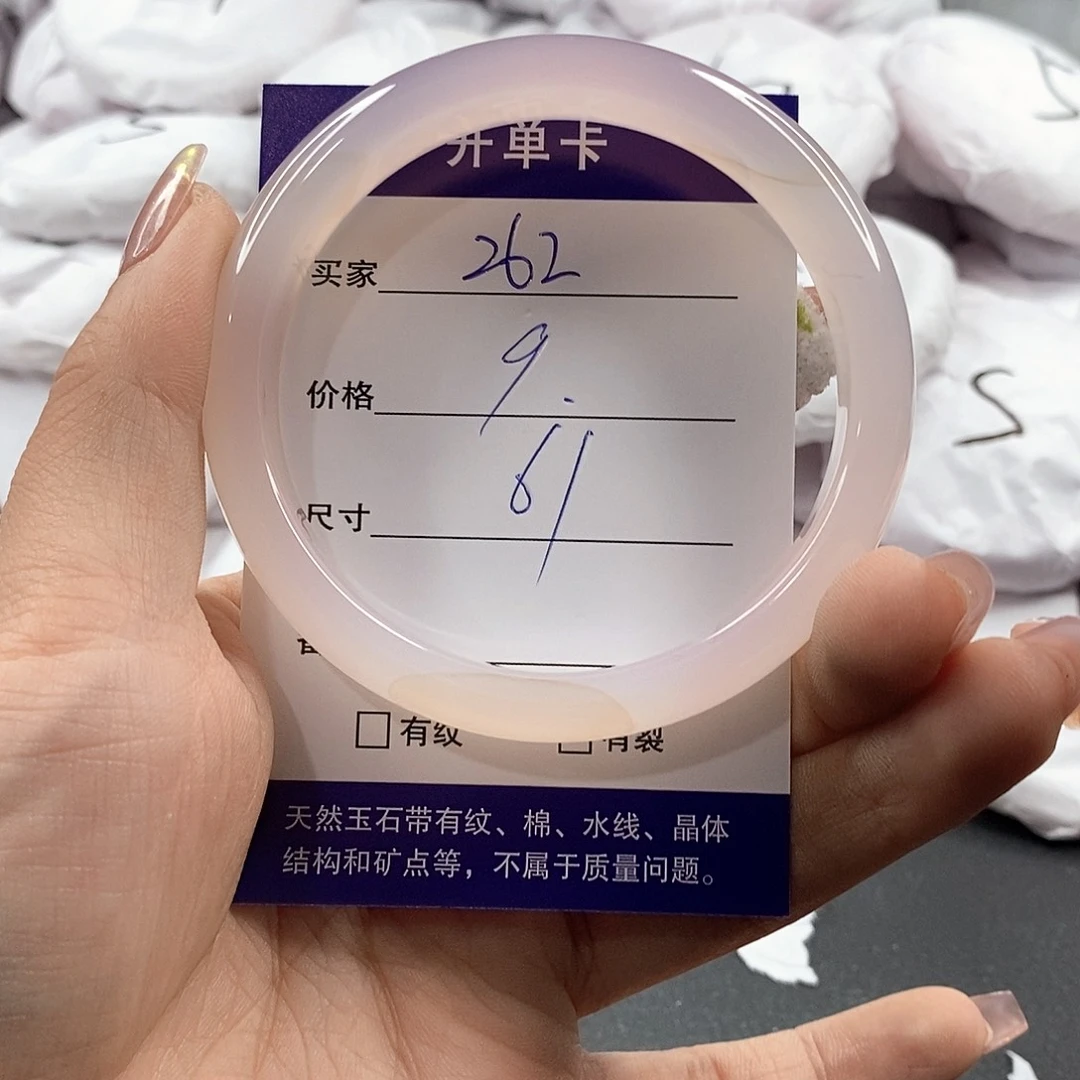 开单卡
买家 262
价格 9.
尺寸 61
有纹 有裂
天然玉石带有纹、棉、水线、晶体
结构和矿点等，不属于质量问题。
S